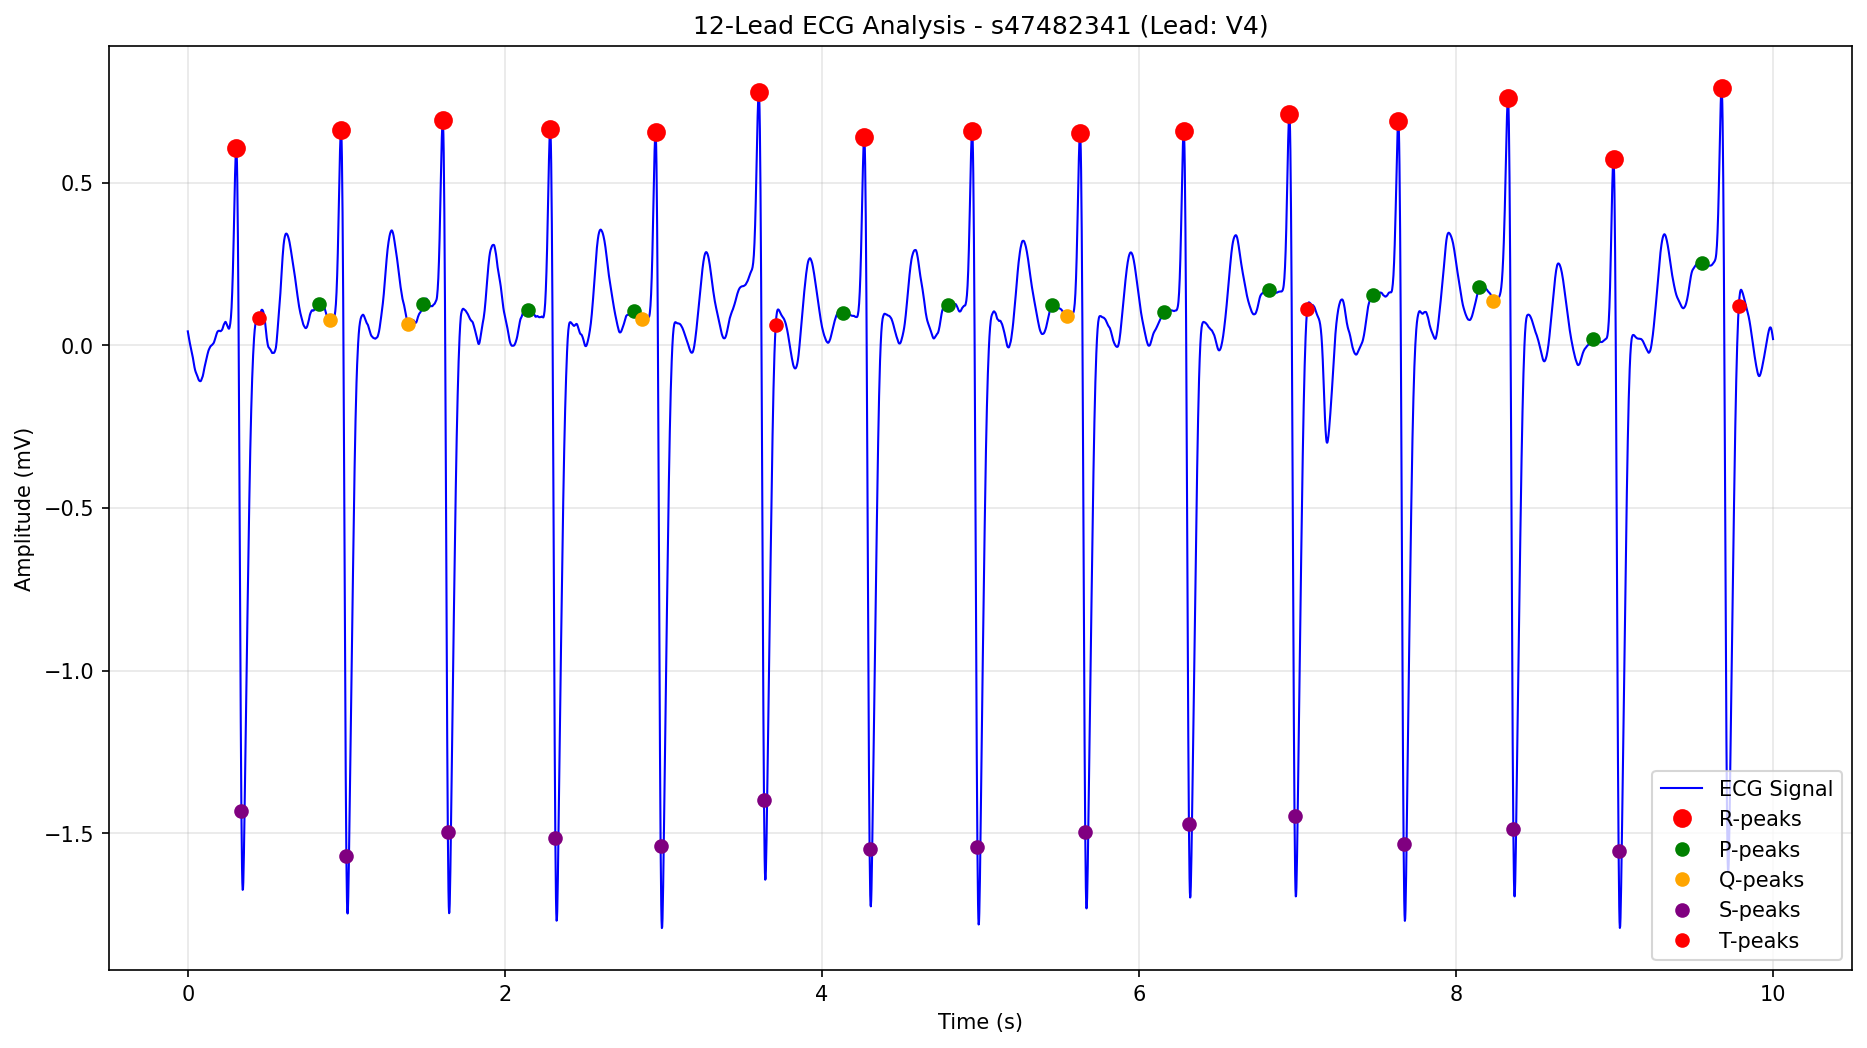 12-Lead ECG Analysis - s47482341 (Lead: V4)
Amplitude (mV)
0.5
0.0
−0.5
−1.0
−1.5
0 2 4 6 8 10
Time (s)
ECG Signal
R-peaks
P-peaks
Q-peaks
S-peaks
T-peaks